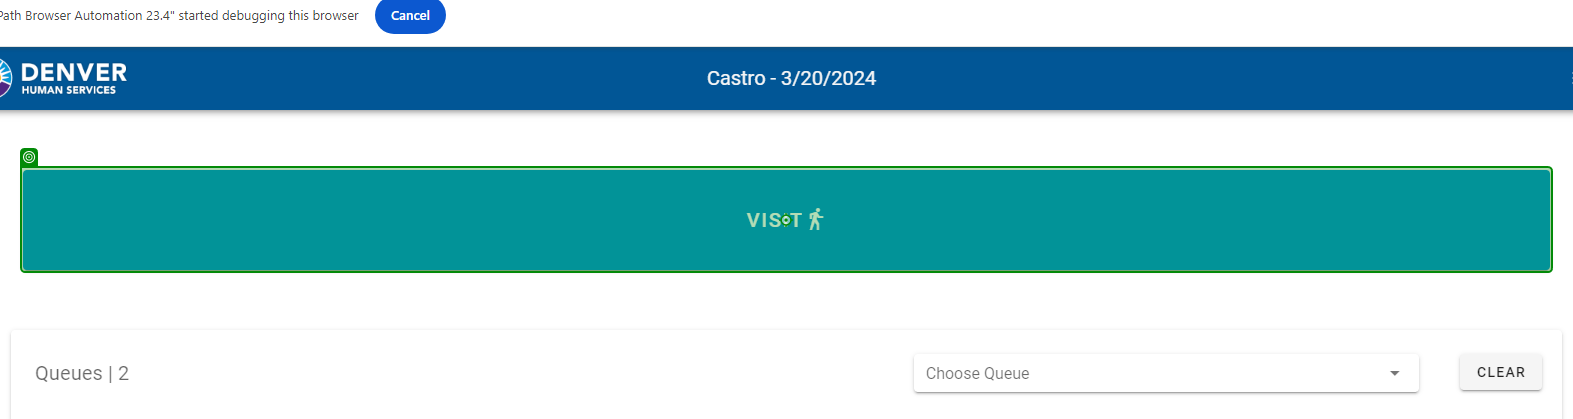 Path Browser Automation 23.4" started debugging this browser Cancel
DENVER
HUMAN SERVICES
Castro - 3/20/2024
VISIT
Queues | 2 Choose Queue CLEAR